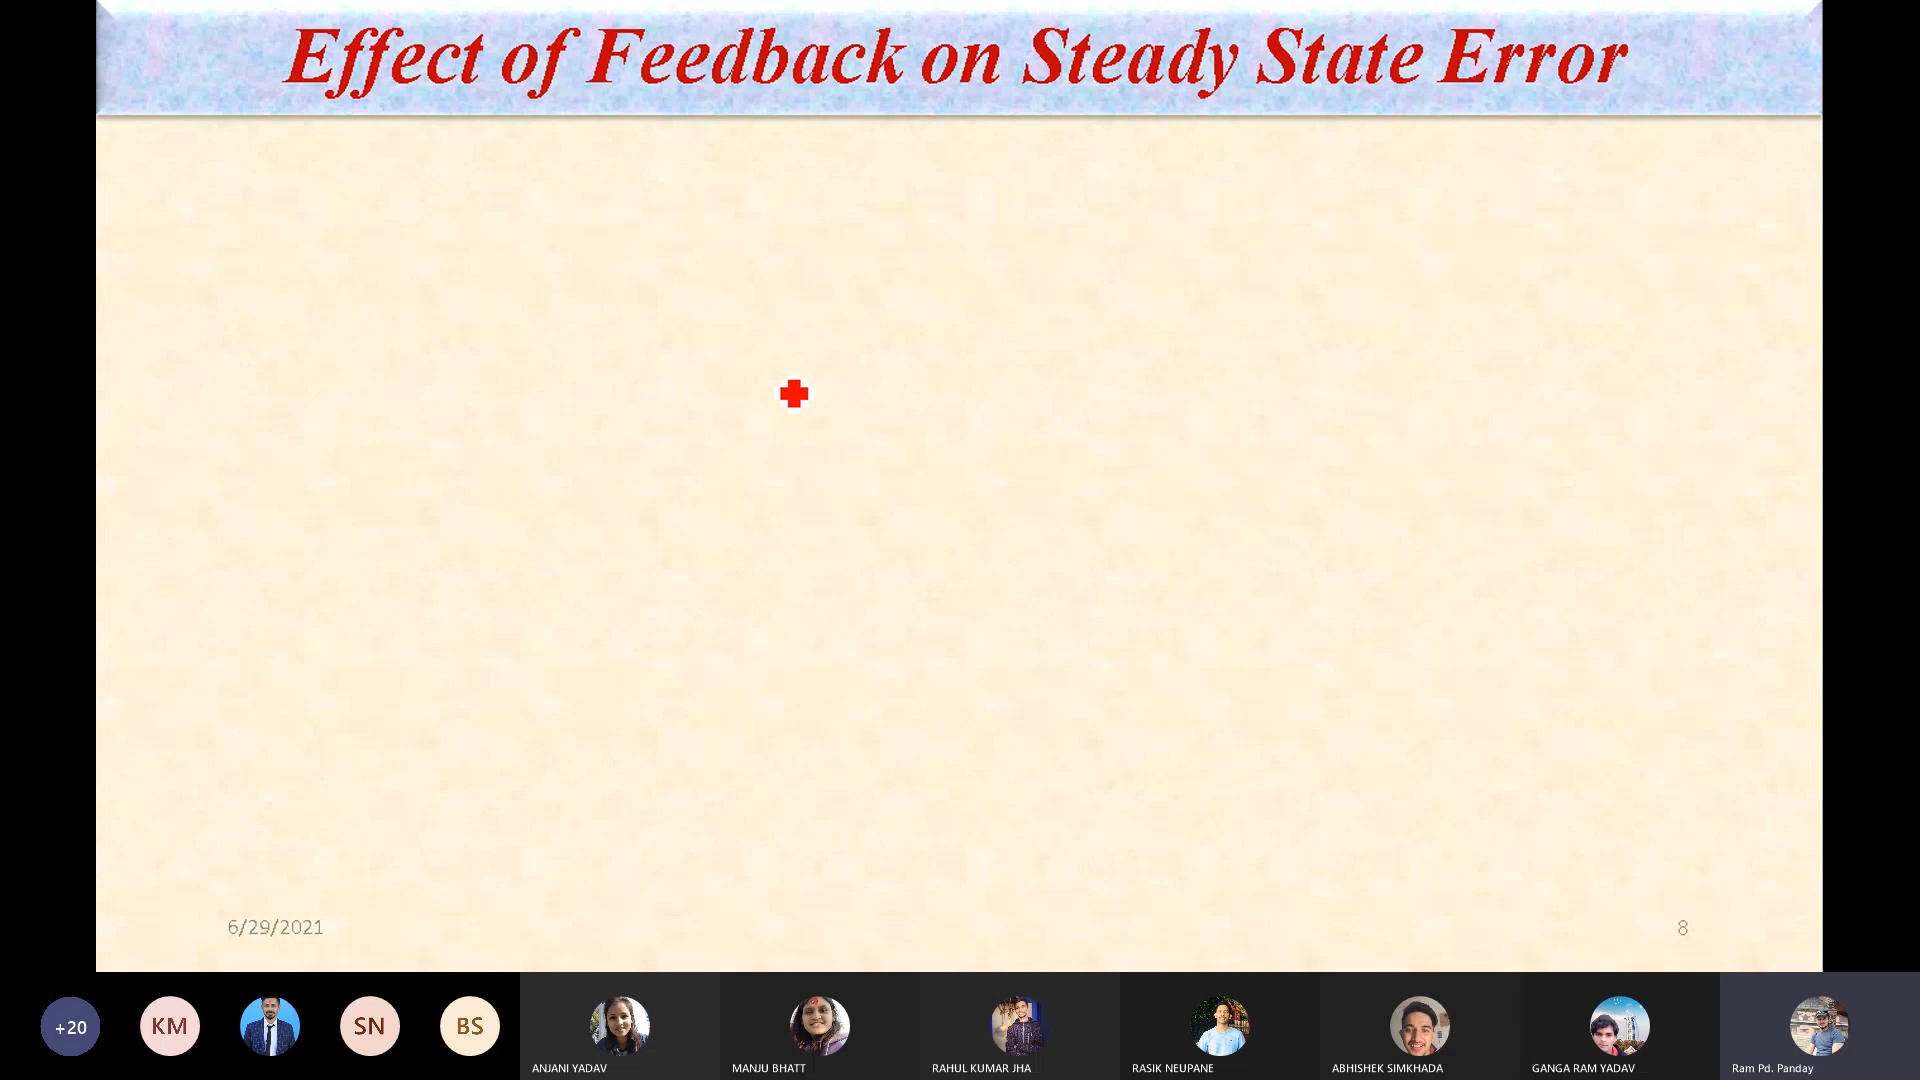 Effect of Feedback on Steady State Error
6/29/2021
8
+20
KM
SN
BS
ANJANI YADAV
MANJU BHATT
RAHUL KUMAR JHA
RASIK NEUPANE
ABHISHEK SIMKHADA
GANGA RAM YADAV
Ram Pd. Panday